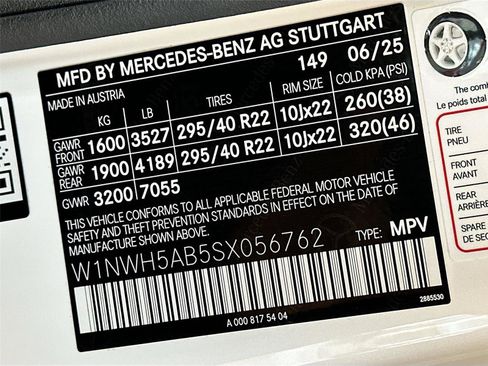 MFD BY MERCEDES-BENZ AG STUTTGART
MADE IN AUSTRIA 149 06/25
KG LB TIRES RIM SIZE COLD KPA(PSI)
GAWR FRONT 1600 3527 295/40 R22 10Jx22 260(38)
GAWR REAR 1900 4189 295/40 R22 10Jx22 320(46)
GVWR 3200 7055
THIS VEHICLE CONFORMS TO ALL APPLICABLE FEDERAL MOTOR VEHICLE
SAFETY AND THEFT PREVENTION STANDARDS IN EFFECT ON THE DATE OF
MANUFACTURE SHOWN ABOVE.
W1NWH5AB5SX056762 TYPE: MPV
A 000 817 54 04
2885530
The comb
Le poids total
TIRE
PNEU
FRONT
AVANT
REAR
ARRIÈRE
SPARE
DE